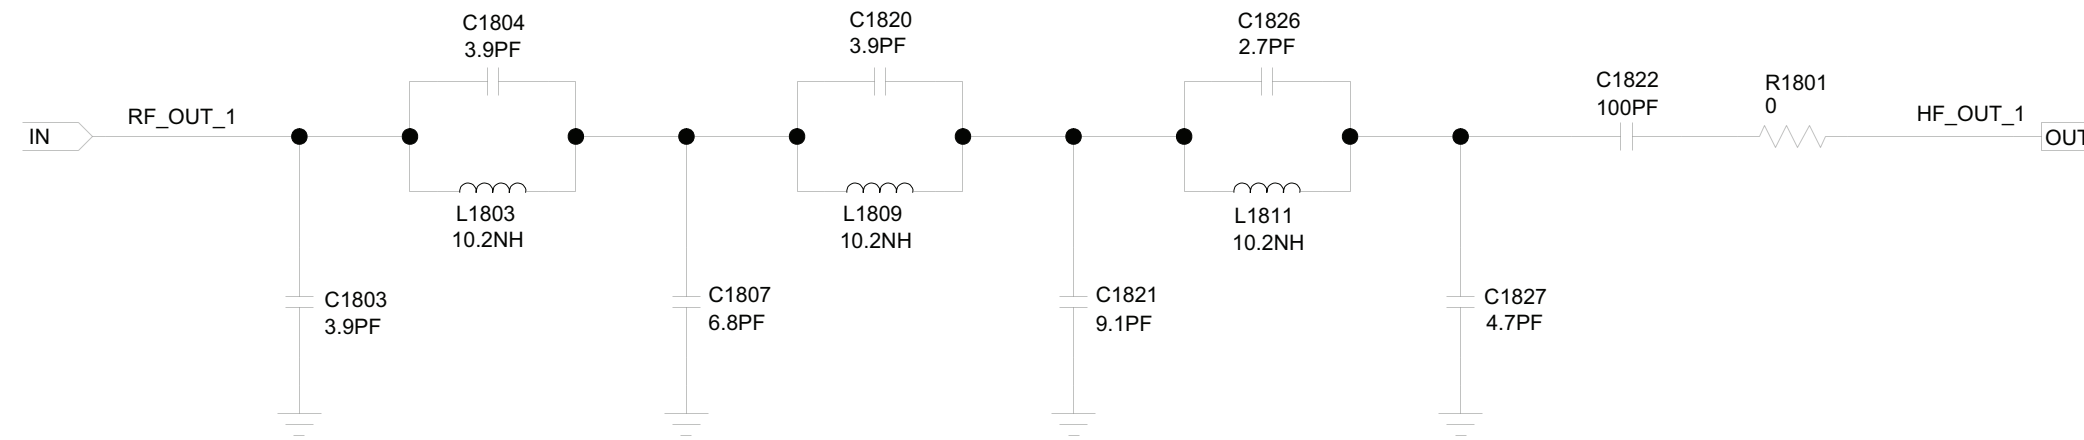 C1804
3.9PF
C1820
3.9PF
C1826
2.7PF
C1822
100PF
R1801
0
IN
RF_OUT_1
HF_OUT_1
OUT
L1803
10.2NH
L1809
10.2NH
L1811
10.2NH
C1803
3.9PF
C1807
6.8PF
C1821
9.1PF
C1827
4.7PF